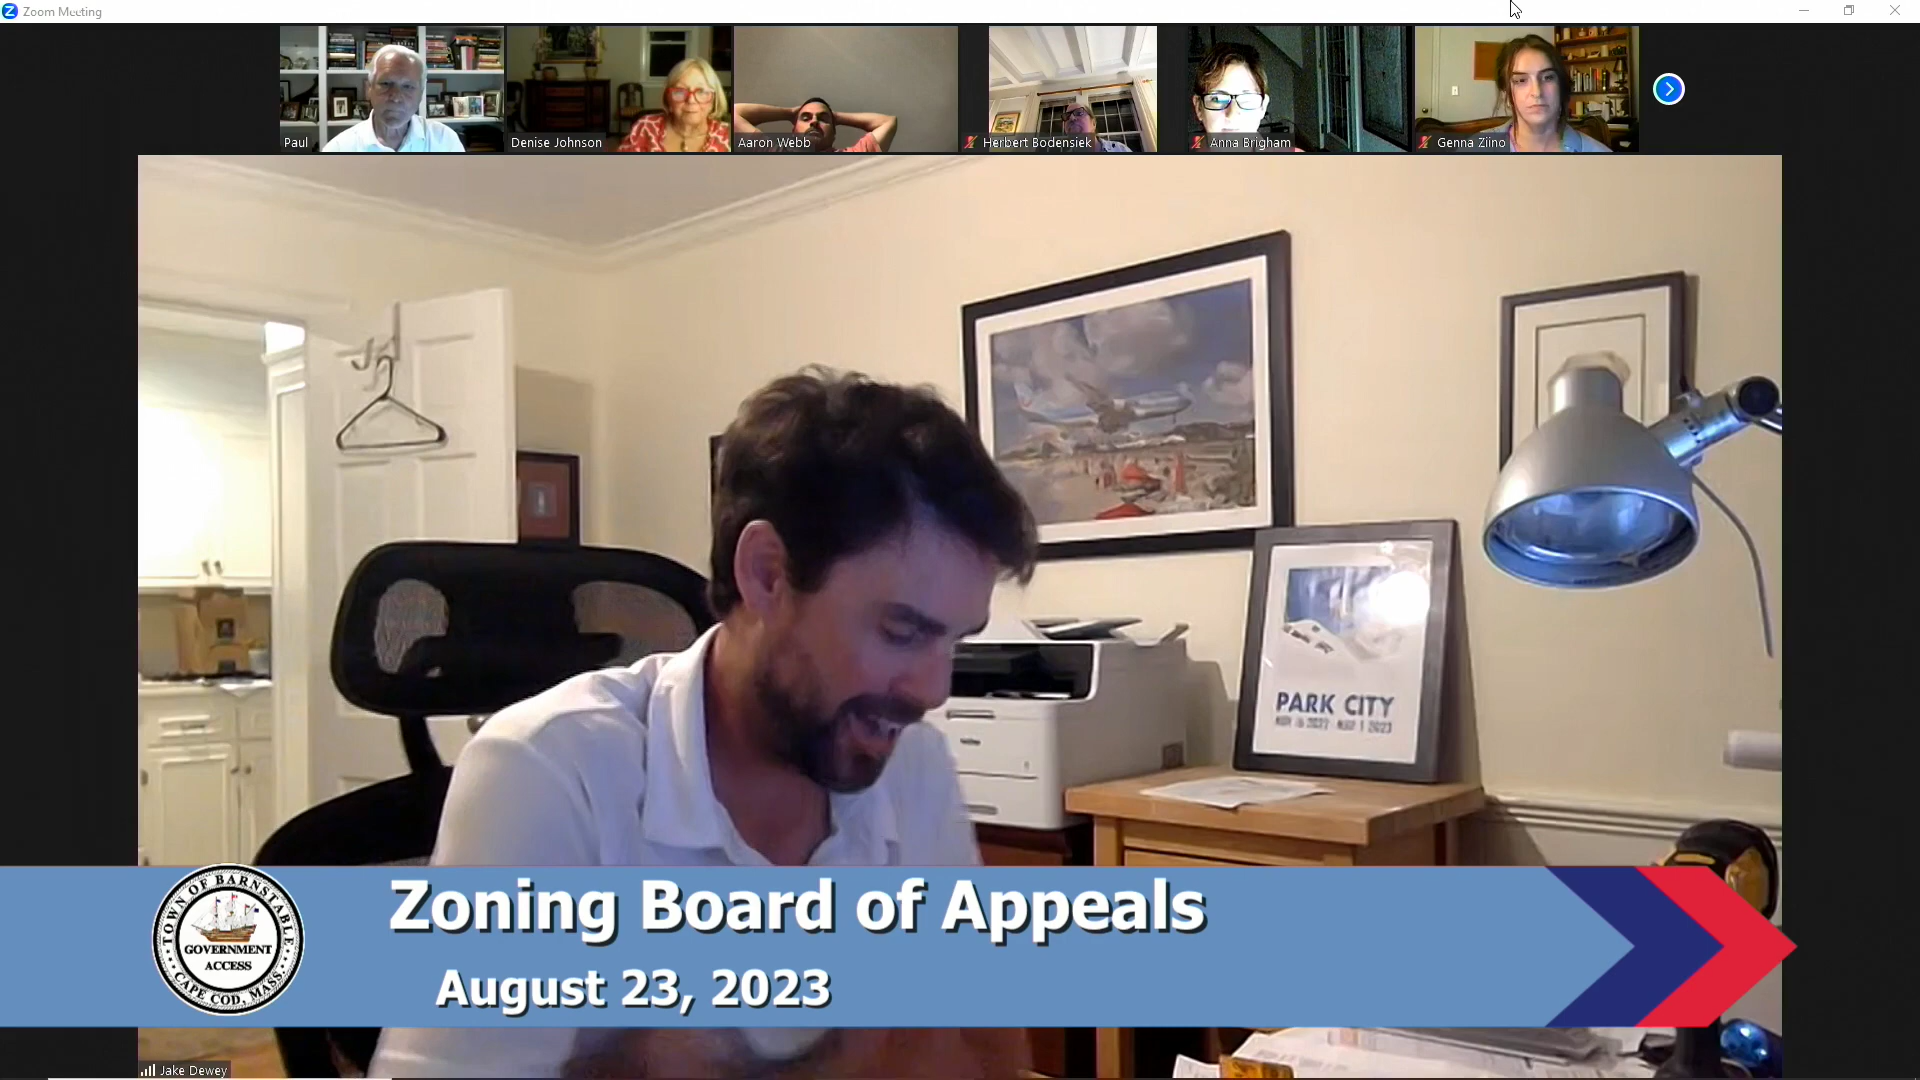 Zoom Meeting
Paul
Denise Johnson
Aaron Webb
Herbert Bodensiek
Anna Brigham
Genna Ziino
PARK CITY
TOWN OF BARNSTABLE
GOVERNMENT
ACCESS
CAPE COD, MASS.
Zoning Board of Appeals
August 23, 2023
Jake Dewey